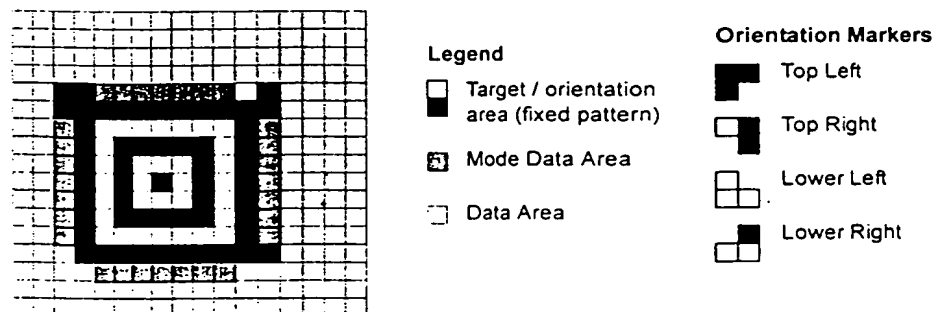 Legend
Target / orientation
area (fixed pattern)
Mode Data Area
Data Area
Orientation Markers
Top Left
Top Right
Lower Left
Lower Right